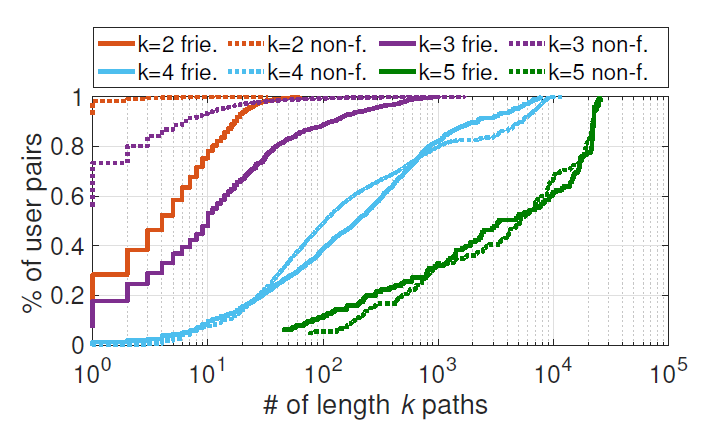 k=2 frie. k=2 non-f. k=3 frie. k=3 non-f.
k=4 frie. k=4 non-f. k=5 frie. k=5 non-f.
1
0.8
0.6
0.4
0.2
0
% of user pairs
10^0 10^1 10^2 10^3 10^4 10^5
# of length k paths